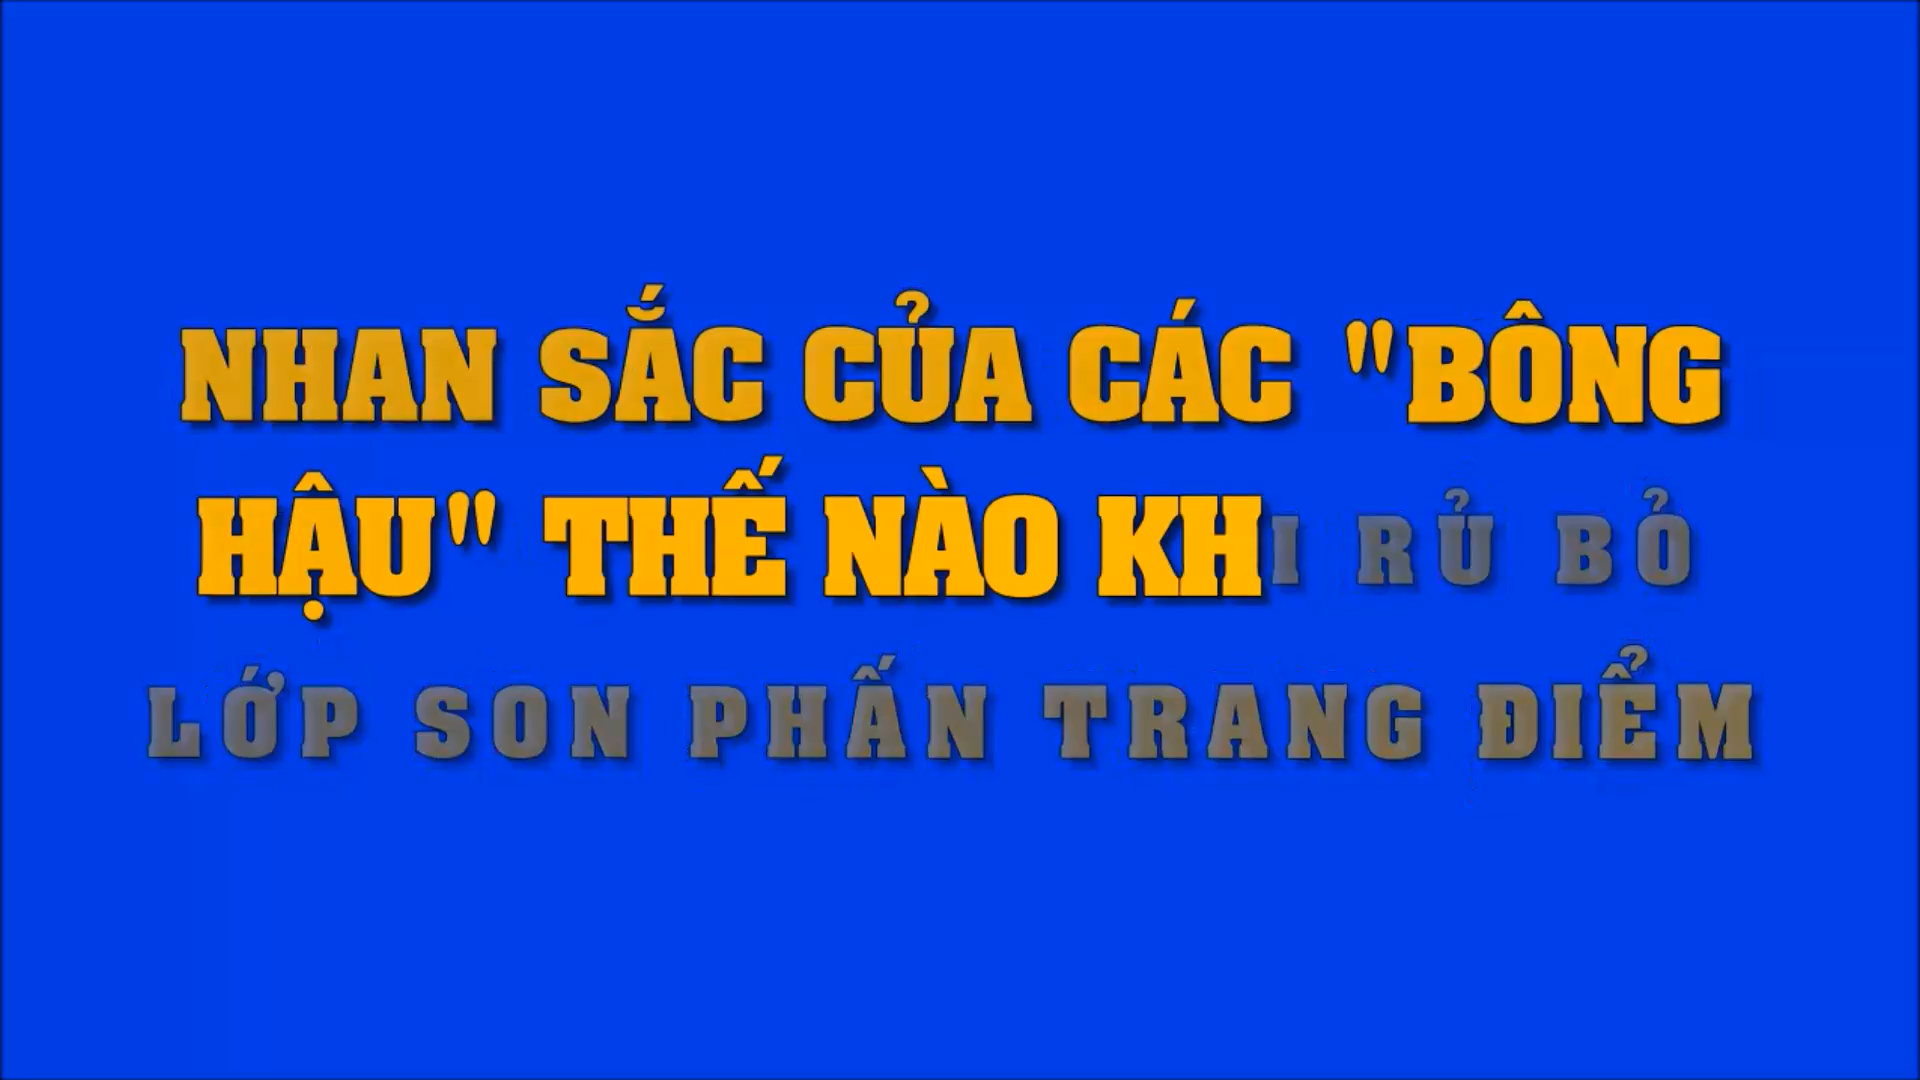 NHAN SẮC CỦA CÁC "BÔNG
HẬU" THẾ NÀO KHI RỦ BỎ
LỚP SON PHẤN TRANG ĐIỂM